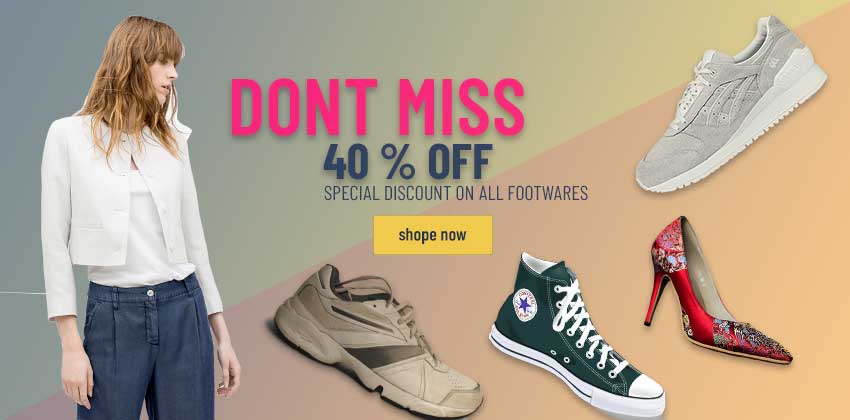 DONT MISS
40 % OFF
SPECIAL DISCOUNT ON ALL FOOTWARES
shope now